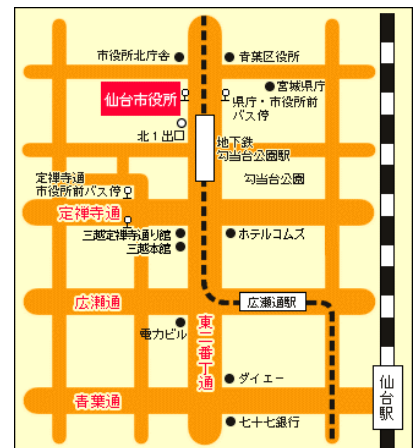 市役所北庁舎
青葉区役所
宮城県庁
仙台市役所
県庁・市役所前
バス停
北1出口
地下鉄
勾当台公園駅
定禅寺通
市役所前バス停
勾当台公園
定禅寺通
三越定禅寺通り館
三越本館
ホテルコムズ
広瀬通
広瀬通駅
電力ビル
東二番丁通
ダイエー
仙台駅
青葉通
七十七銀行